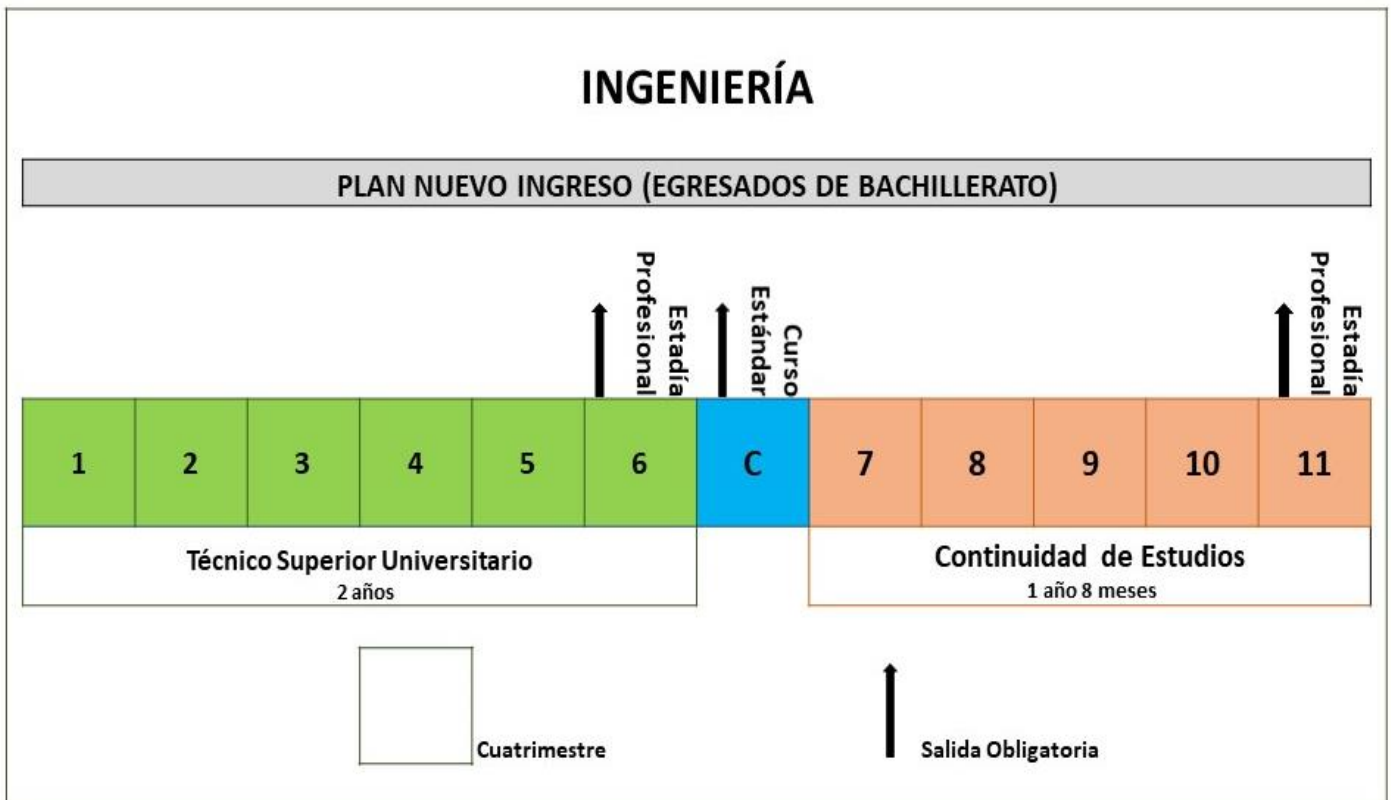 INGENIERÍA
PLAN NUEVO INGRESO (EGRESADOS DE BACHILLERATO)
Estadía
Profesional
Curso
Estándar
Estadía
Profesional
1 2 3 4 5 6 C 7 8 9 10 11
Técnico Superior Universitario
2 años
Continuidad de Estudios
1 año 8 meses
Cuatrimestre
Salida Obligatoria